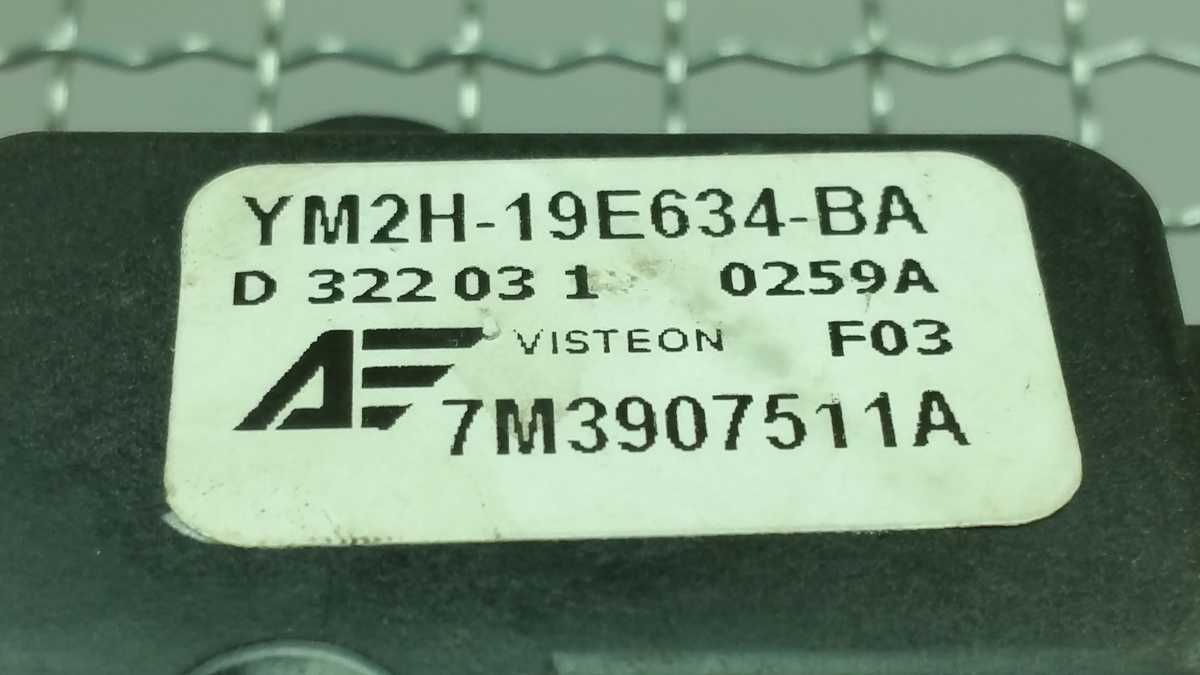 YM2H-19E634-BA
D 322 03 1 0259A
AF VISTEON F03
7M3907511A